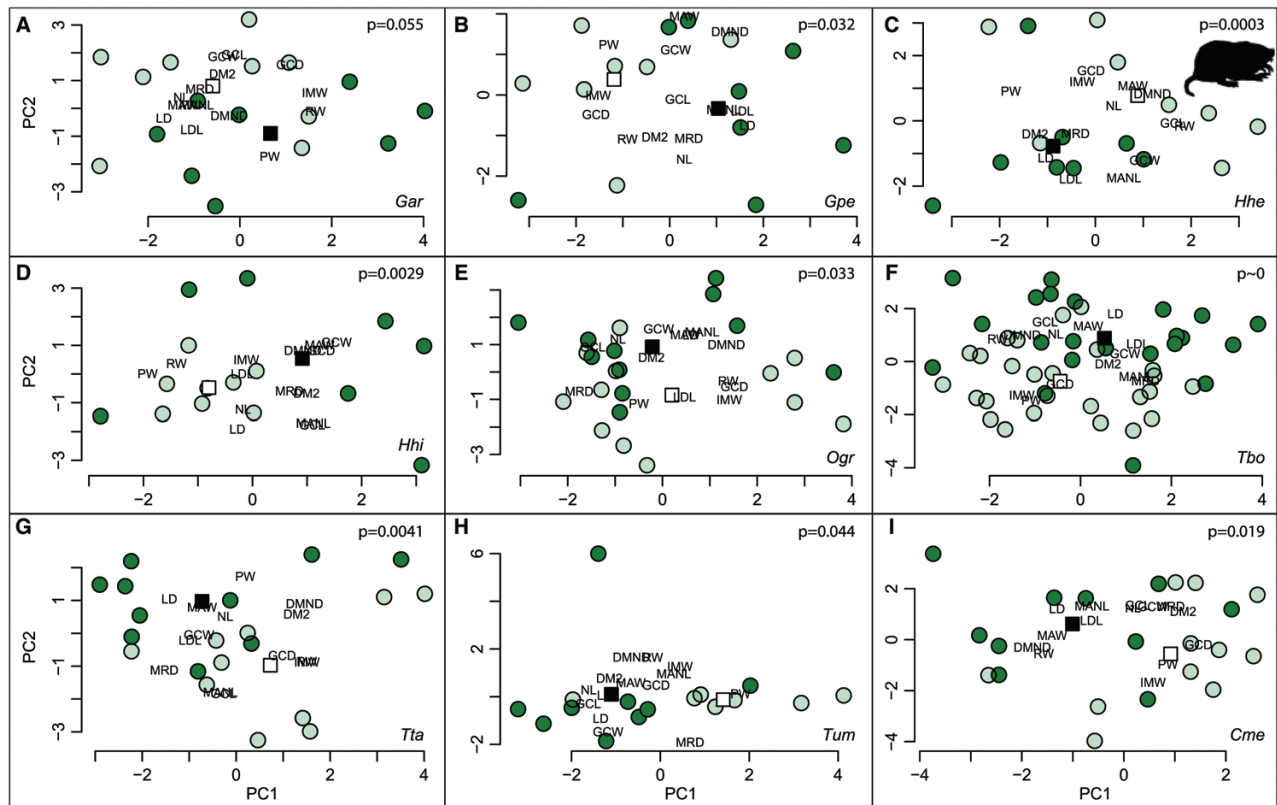 A p=0.055
3
GCW GCL
GCD
DM2
1
MRD
IMW
NL
MANL
RW
LD
DMND
LDL
−1
PW
−3
PC2
Gar
−2 0 2 4
B p=0.032
MAW
DMND
PW
GCW
0
IMW
GCL
GCD
MANL
LDL
LD
RW DM2 MRD
NL
−2
Gpe
−2 0 2 4
C p=0.0003
2
GCD
IMW
MAW
PW
DMND
NL
GCL
RW
0
DM2 MRD
LD
GCW
LDL
MANL
−2
Hhe
−2 0 2
D p=0.0029
3
GCW
MAW
DMND
GCD
1
IMW
RW
PW
LDL
MRD
DM2
−1
NL
MANL
GCL
LD
−3
PC2
Hhi
−2 0 2
E p=0.033
3
GCW
MANL
NL
LD
GCL
DMND
1
DM2
RW
GCD
MRD
LDL
IMW
PW
−1
−3
Ogr
−2 0 2 4
F p~0
2
LD
GCL
MAW
DMND
NL
RW
LDL
GCW
0
DM2
MANL
GCD
IMW
PW
−2
−4
Tbo
−2 0 2 4
G p=0.0041
PW
LD
1
MAW
DMND
NL
DM2
GCW
LDL
GCD
RW
IMW
−1
MRD
MANL
GCL
−3
PC2
Tta
−2 0 2 4
PC1
H p=0.044
6
2
DMND
RW
IMW
MANL
DM2
MAW
GCD
NL
PW
GCL
LD
GCW
MRD
−2
Tum
−2 0 2 4
PC1
I p=0.019
2
MANL
GCL
MRD
LD
NL
GCW
DM2
LDL
MAW
0
DMND
GCD
RW
PW
IMW
−2
−4
Cme
−4 −2 0 2
PC1